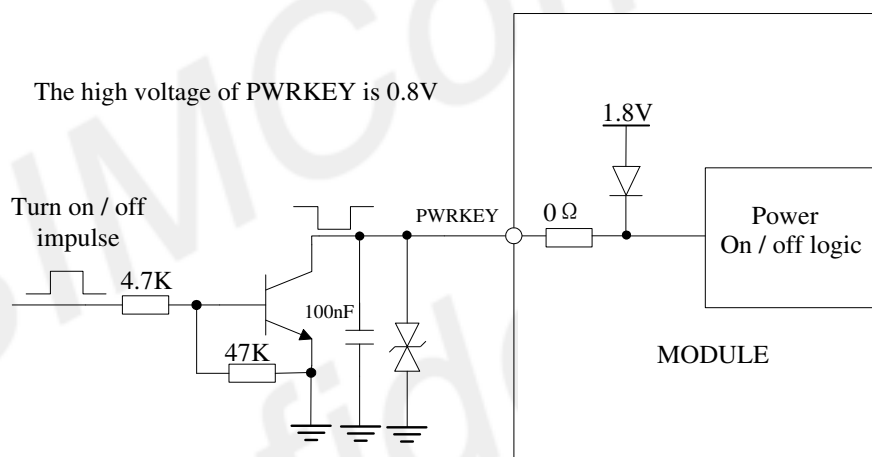 The high voltage of PWRKEY is 0.8V
1.8V
Turn on / off
impulse
PWRKEY
0 Ω
Power
On / off logic
4.7K
100nF
47K
MODULE